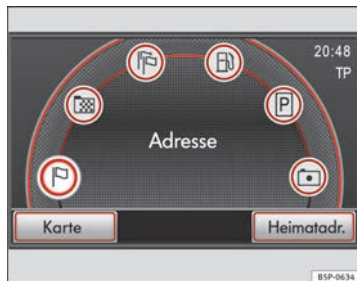 20:48
TP
P
Adresse
Karte
Heimatadr.
B5P-0634